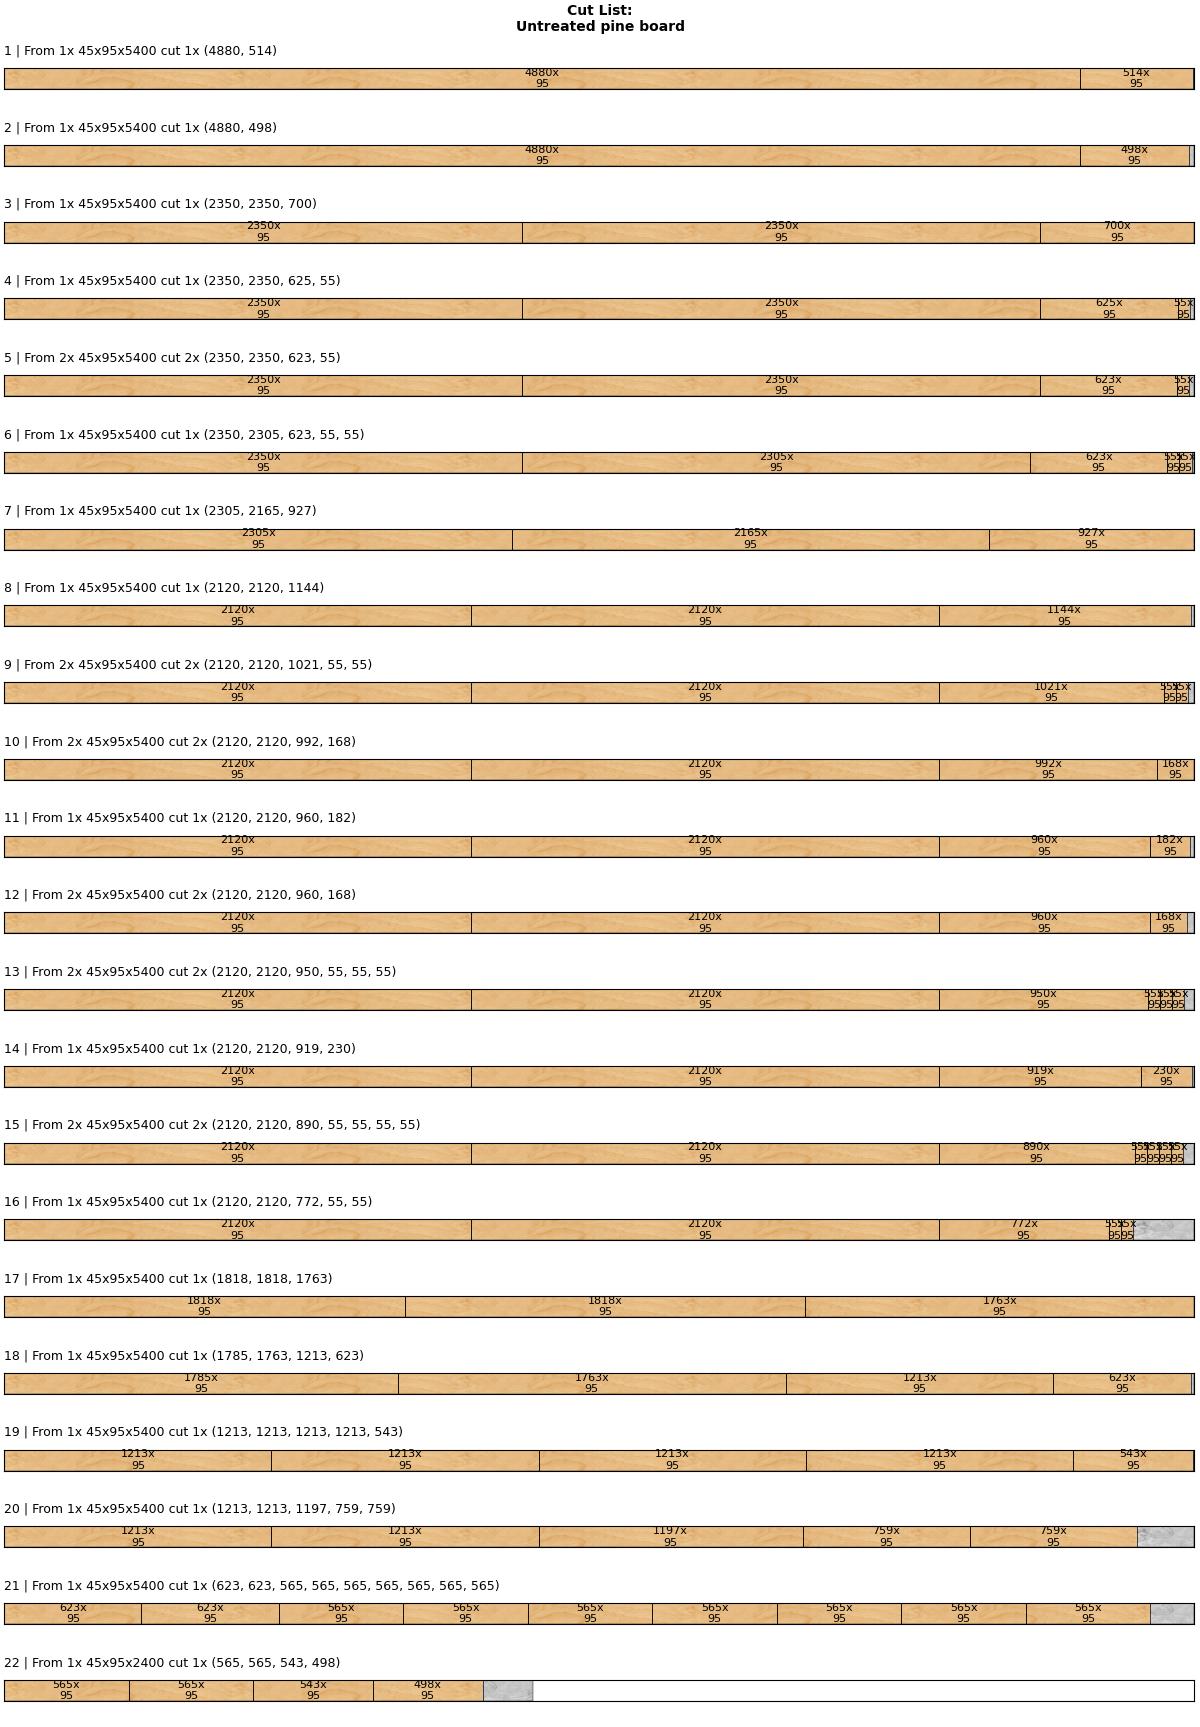 Cut List:
Untreated pine board
1 | From 1x 45x95x5400 cut 1x (4880, 514)
4880x 514x
95 95
2 | From 1x 45x95x5400 cut 1x (4880, 498)
4880x 498x
95 95
3 | From 1x 45x95x5400 cut 1x (2350, 2350, 700)
2350x 2350x 700x
95 95 95
4 | From 1x 45x95x5400 cut 1x (2350, 2350, 625, 55)
2350x 2350x 625x 55x
95 95 95 95
5 | From 2x 45x95x5400 cut 2x (2350, 2350, 623, 55)
2350x 2350x 623x 55x
95 95 95 95
6 | From 1x 45x95x5400 cut 1x (2350, 2305, 623, 55, 55)
2350x 2305x 623x 55x 55x
95 95 95 95 95
7 | From 1x 45x95x5400 cut 1x (2305, 2165, 927)
2305x 2165x 927x
95 95 95
8 | From 1x 45x95x5400 cut 1x (2120, 2120, 1144)
2120x 2120x 1144x
95 95 95
9 | From 2x 45x95x5400 cut 2x (2120, 2120, 1021, 55, 55)
2120x 2120x 1021x 55x 55x
95 95 95 95 95
10 | From 2x 45x95x5400 cut 2x (2120, 2120, 992, 168)
2120x 2120x 992x 168x
95 95 95 95
11 | From 1x 45x95x5400 cut 1x (2120, 2120, 960, 182)
2120x 2120x 960x 182x
95 95 95 95
12 | From 2x 45x95x5400 cut 2x (2120, 2120, 960, 168)
2120x 2120x 960x 168x
95 95 95 95
13 | From 2x 45x95x5400 cut 2x (2120, 2120, 950, 55, 55, 55)
2120x 2120x 950x 55x 55x 55x
95 95 95 95 95 95
14 | From 1x 45x95x5400 cut 1x (2120, 2120, 919, 230)
2120x 2120x 919x 230x
95 95 95 95
15 | From 2x 45x95x5400 cut 2x (2120, 2120, 890, 55, 55, 55, 55)
2120x 2120x 890x 55x 55x 55x 55x
95 95 95 95 95 95 95
16 | From 1x 45x95x5400 cut 1x (2120, 2120, 772, 55, 55)
2120x 2120x 772x 55x 55x
95 95 95 95 95
17 | From 1x 45x95x5400 cut 1x (1818, 1818, 1763)
1818x 1818x 1763x
95 95 95
18 | From 1x 45x95x5400 cut 1x (1785, 1763, 1213, 623)
1785x 1763x 1213x 623x
95 95 95 95
19 | From 1x 45x95x5400 cut 1x (1213, 1213, 1213, 1213, 543)
1213x 1213x 1213x 1213x 543x
95 95 95 95 95
20 | From 1x 45x95x5400 cut 1x (1213, 1213, 1197, 759, 759)
1213x 1213x 1197x 759x 759x
95 95 95 95 95
21 | From 1x 45x95x5400 cut 1x (623, 623, 565, 565, 565, 565, 565, 565, 565)
623x 623x 565x 565x 565x 565x 565x 565x 565x
95 95 95 95 95 95 95 95 95
22 | From 1x 45x95x2400 cut 1x (565, 565, 543, 498)
565x 565x 543x 498x
95 95 95 95